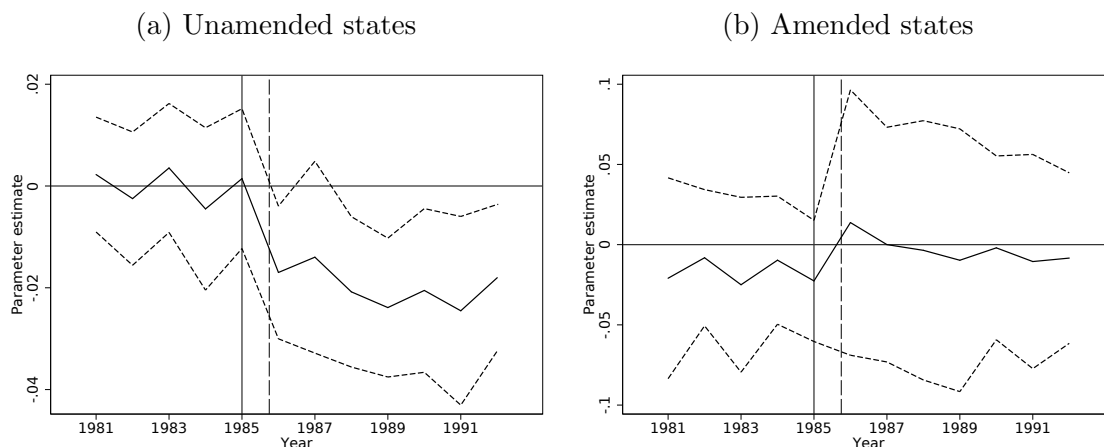 (a) Unamended states
(b) Amended states
Parameter estimate
.02
0
-.02
-.04
1981 1983 1985 1987 1989 1991
Year
Parameter estimate
.1
.05
0
-.05
-.1
1981 1983 1985 1987 1989 1991
Year